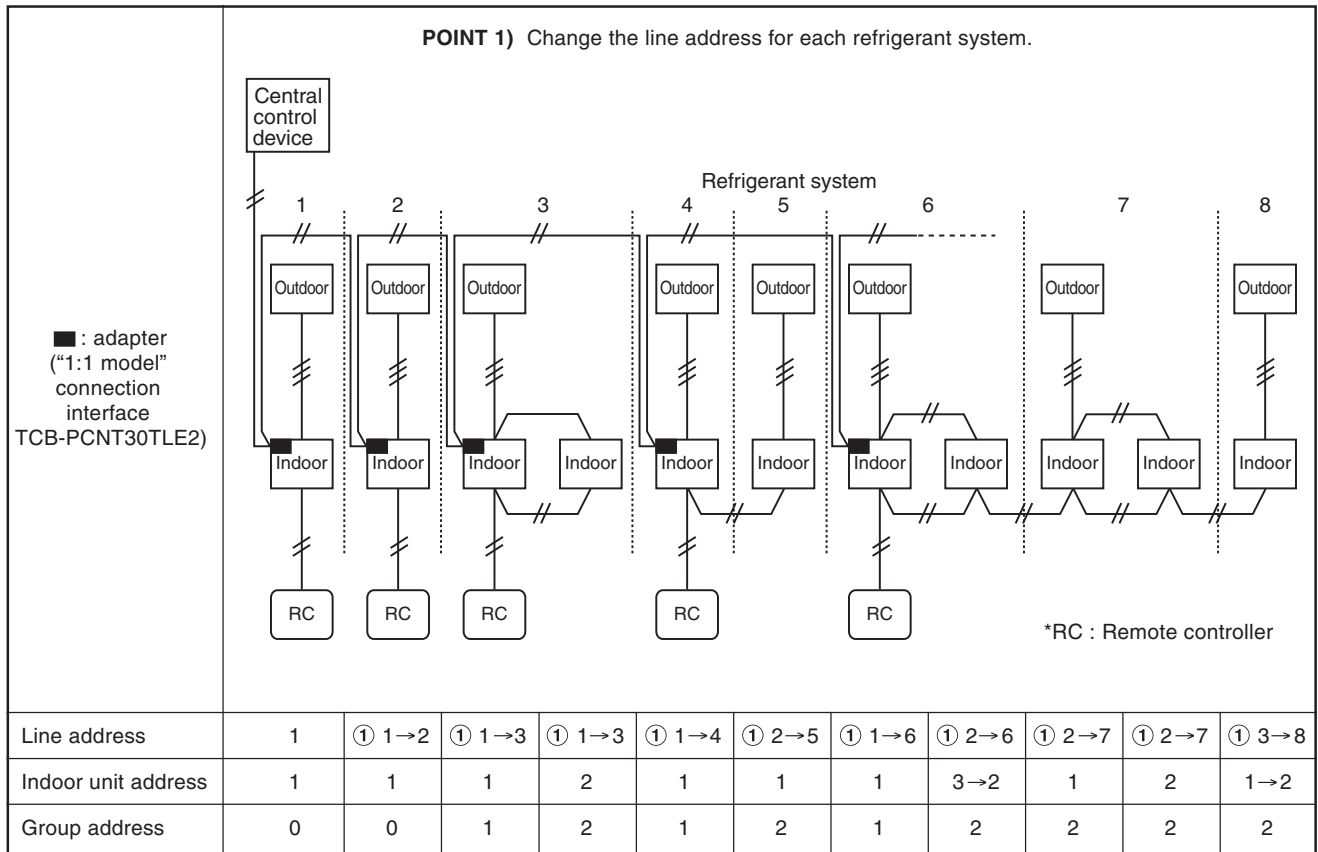 POINT 1) Change the line address for each refrigerant system.
Central
control
device
Refrigerant system
1 2 3 4 5 6 7 8
Outdoor Outdoor Outdoor Outdoor Outdoor Outdoor Outdoor Outdoor
■ : adapter
("1:1 model"
connection
interface
TCB-PCNT30TLE2)
Indoor Indoor Indoor Indoor Indoor Indoor Indoor Indoor Indoor Indoor Indoor
RC RC RC RC RC
*RC : Remote controller
Line address 1 ① 1→2 ① 1→3 ① 1→3 ① 1→4 ① 2→5 ① 1→6 ① 2→6 ① 2→7 ① 2→7 ① 3→8
Indoor unit address 1 1 1 2 1 1 1 3→2 1 2 1→2
Group address 0 0 1 2 1 2 1 2 2 2 2